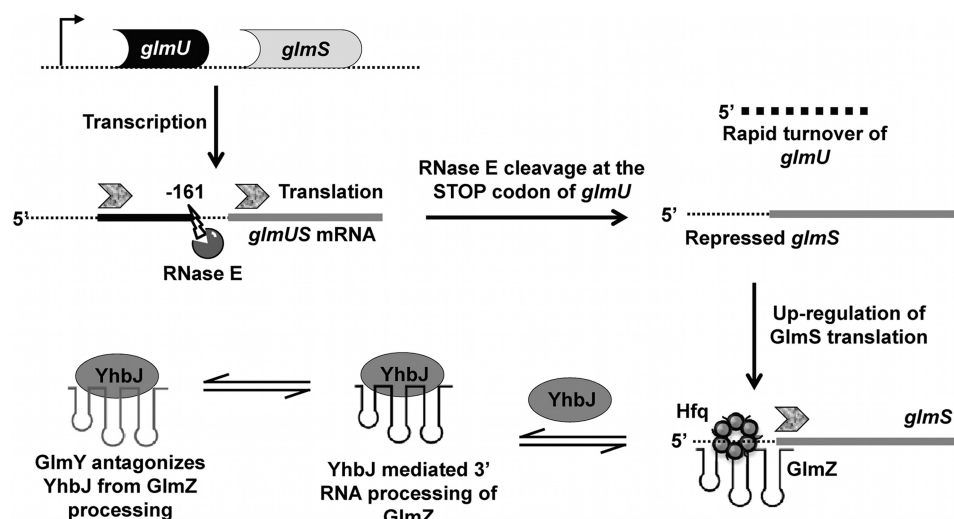 glmU glmS
Transcription
5’
Rapid turnover of
glmU
RNase E cleavage at the
STOP codon of glmU
-161
Translation
5’
glmUS mRNA
RNase E
5’
Repressed glmS
Up-regulation of
GlmS translation
YhbJ
GlmY antagonizes
YhbJ from GlmZ
processing
YhbJ
YhbJ mediated 3’
RNA processing of
GlmZ
YhbJ
Hfq
glmS
5’
GlmZ